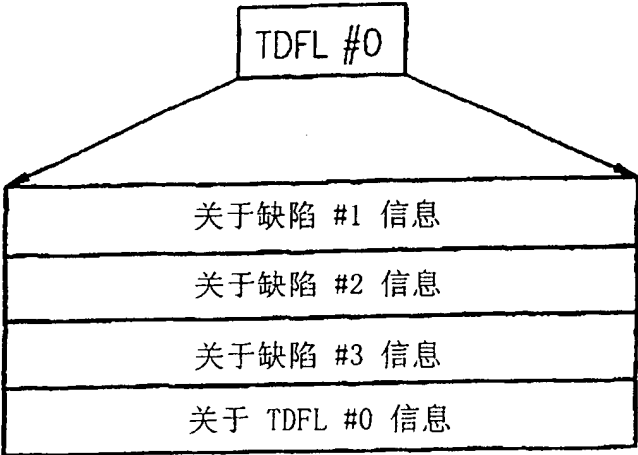 TDFL #0
关于缺陷 #1 信息
关于缺陷 #2 信息
关于缺陷 #3 信息
关于 TDFL #0 信息